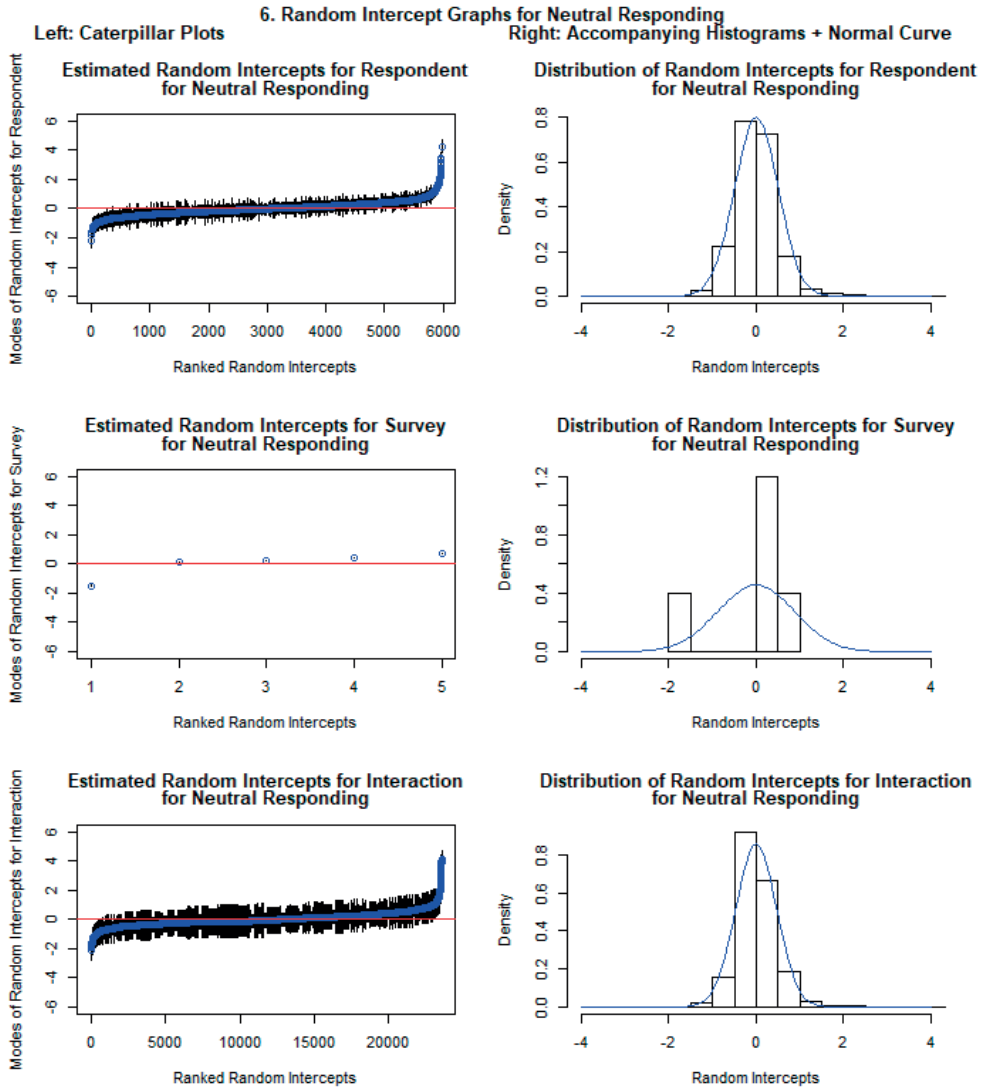 6. Random Intercept Graphs for Neutral Responding
Left: Caterpillar Plots
Right: Accompanying Histograms + Normal Curve
Estimated Random Intercepts for Respondent
for Neutral Responding
Modes of Random Intercepts for Respondent
6
4
2
0
-2
-4
-6
0 1000 2000 3000 4000 5000 6000
Ranked Random Intercepts
Distribution of Random Intercepts for Respondent
for Neutral Responding
Density
0.8
0.6
0.4
0.2
0.0
-4 -2 0 2 4
Random Intercepts
Estimated Random Intercepts for Survey
for Neutral Responding
Modes of Random Intercepts for Survey
6
4
2
0
-2
-4
-6
1 2 3 4 5
Ranked Random Intercepts
Distribution of Random Intercepts for Survey
for Neutral Responding
Density
1.2
0.8
0.4
0.0
-4 -2 0 2 4
Random Intercepts
Estimated Random Intercepts for Interaction
for Neutral Responding
Modes of Random Intercepts for Interaction
6
4
2
0
-2
-4
-6
0 5000 10000 15000 20000
Ranked Random Intercepts
Distribution of Random Intercepts for Interaction
for Neutral Responding
Density
0.8
0.6
0.4
0.2
0.0
-4 -2 0 2 4
Random Intercepts